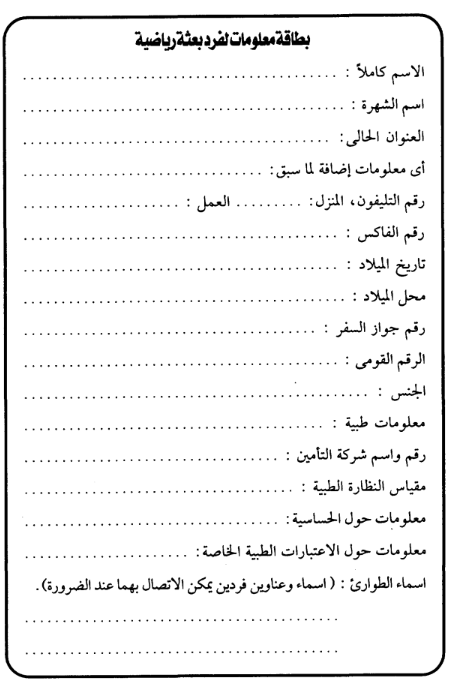 بطاقة معلومات لفرد بعثة رياضية
الاسم كاملاً : ......................................
اسم الشهرة : ......................................
العنوان الحالى: ....................................
أى معلومات إضافة لما سبق: ............................
رقم التليفون، المنزل: ......... العمل : ...................
رقم الفاكس : ......................................
تاريخ الميلاد : ......................................
محل الميلاد : .......................................
رقم جواز السفر : ...................................
الرقم القومى : ......................................
الجنس : ..........................................
معلومات طبية : ....................................
رقم واسم شركة التأمين : ..............................
مقياس النظارة الطبية : ................................
معلومات حول الحساسية: ..............................
معلومات حول الاعتبارات الطبية الخاصة: ....................
اسماء الطوارئ : ( اسماء وعناوين فردين يمكن الاتصال بهما عند الضرورة).
......................................
......................................